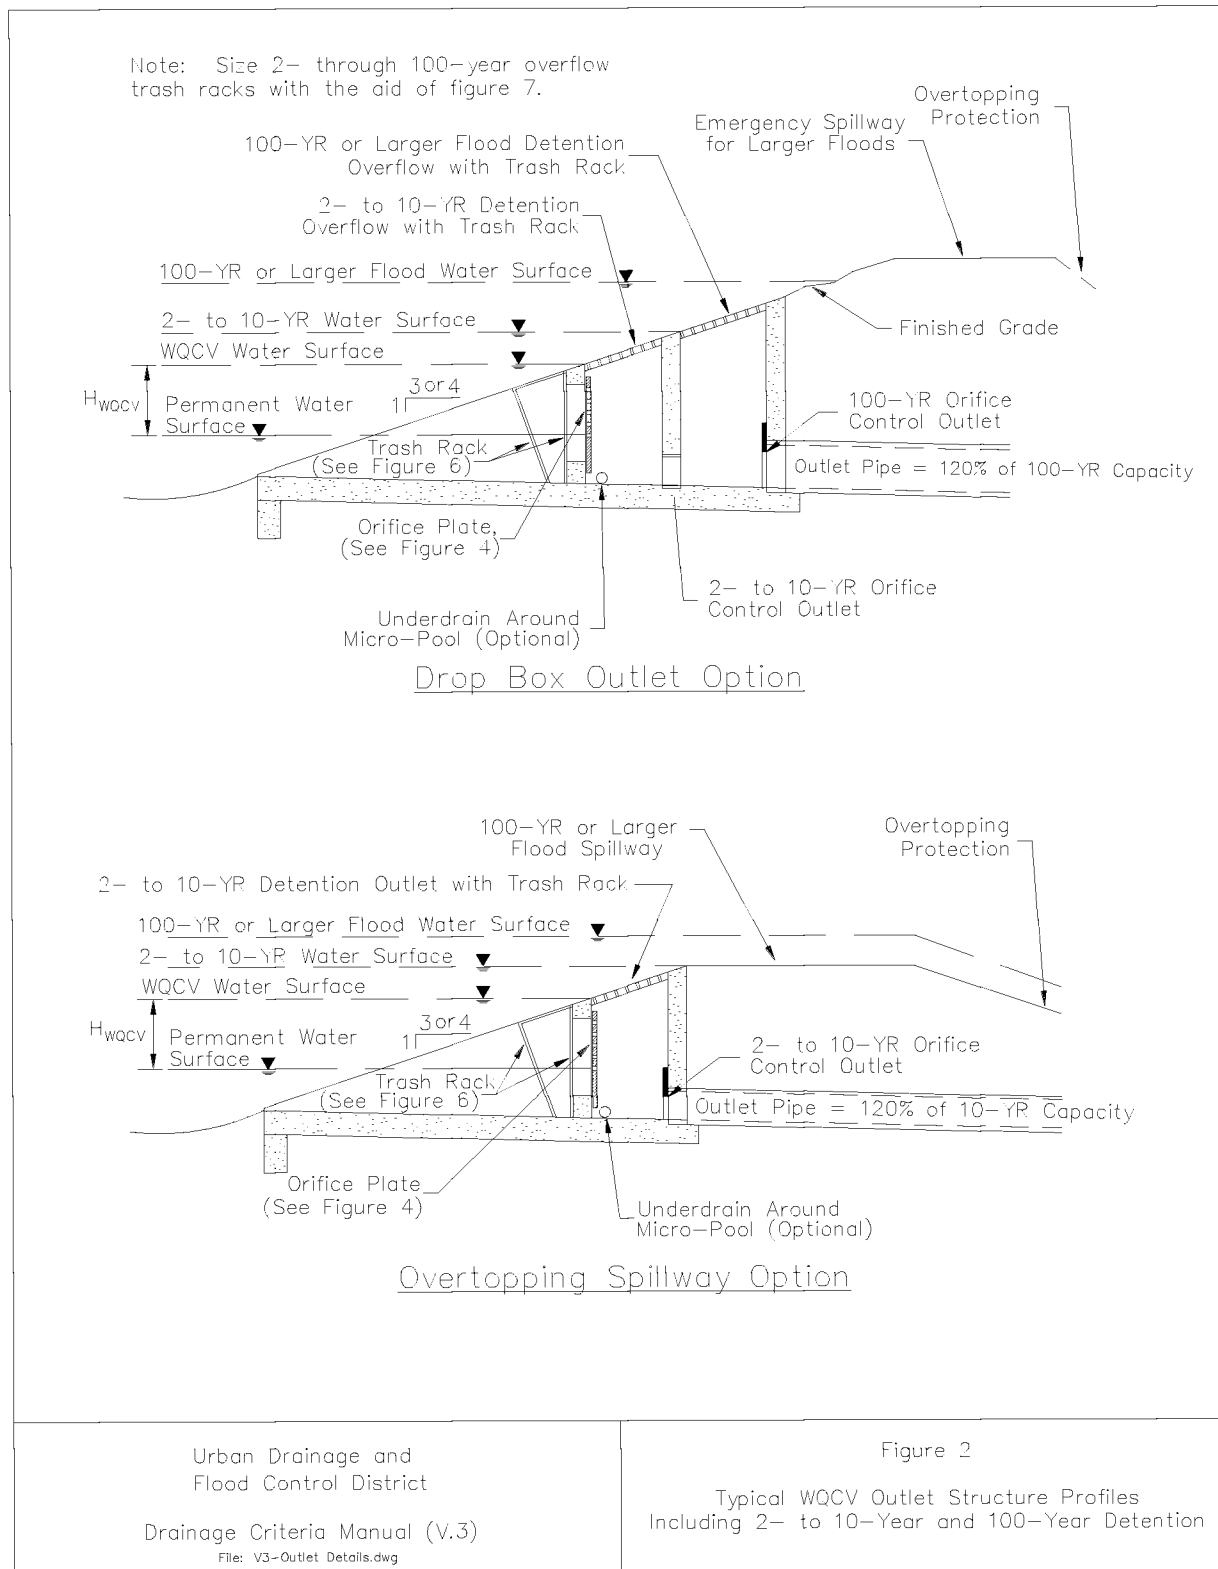 Note: Size 2- through 100-year overflow
trash racks with the aid of figure 7.
Overtopping
Protection
Emergency Spillway
for Larger Floods
100-YR or Larger Flood Detention
Overflow with Trash Rack
2- to 10-YR Detention
Overflow with Trash Rack
100-YR or Larger Flood Water Surface
2- to 10-YR Water Surface
Finished Grade
WQCV Water Surface
3 or 4
1
HWQCV
Permanent Water
Surface
100-YR Orifice
Control Outlet
Trash Rack
(See Figure 6)
Outlet Pipe = 120% of 100-YR Capacity
Orifice Plate,
(See Figure 4)
2- to 10-YR Orifice
Control Outlet
Underdrain Around
Micro-Pool (Optional)
Drop Box Outlet Option
100-YR or Larger
Flood Spillway
Overtopping
Protection
2- to 10-YR Detention Outlet with Trash Rack
100-YR or Larger Flood Water Surface
2- to 10-YR Water Surface
WQCV Water Surface
3 or 4
1
HWQCV
Permanent Water
Surface
2- to 10-YR Orifice
Control Outlet
Trash Rack
(See Figure 6)
Outlet Pipe = 120% of 10-YR Capacity
Orifice Plate
(See Figure 4)
Underdrain Around
Micro-Pool (Optional)
Overtopping Spillway Option
Urban Drainage and
Flood Control District
Drainage Criteria Manual (V.3)
File: V3-Outlet Details.dwg
Figure 2
Typical WQCV Outlet Structure Profiles
Including 2- to 10-Year and 100-Year Detention